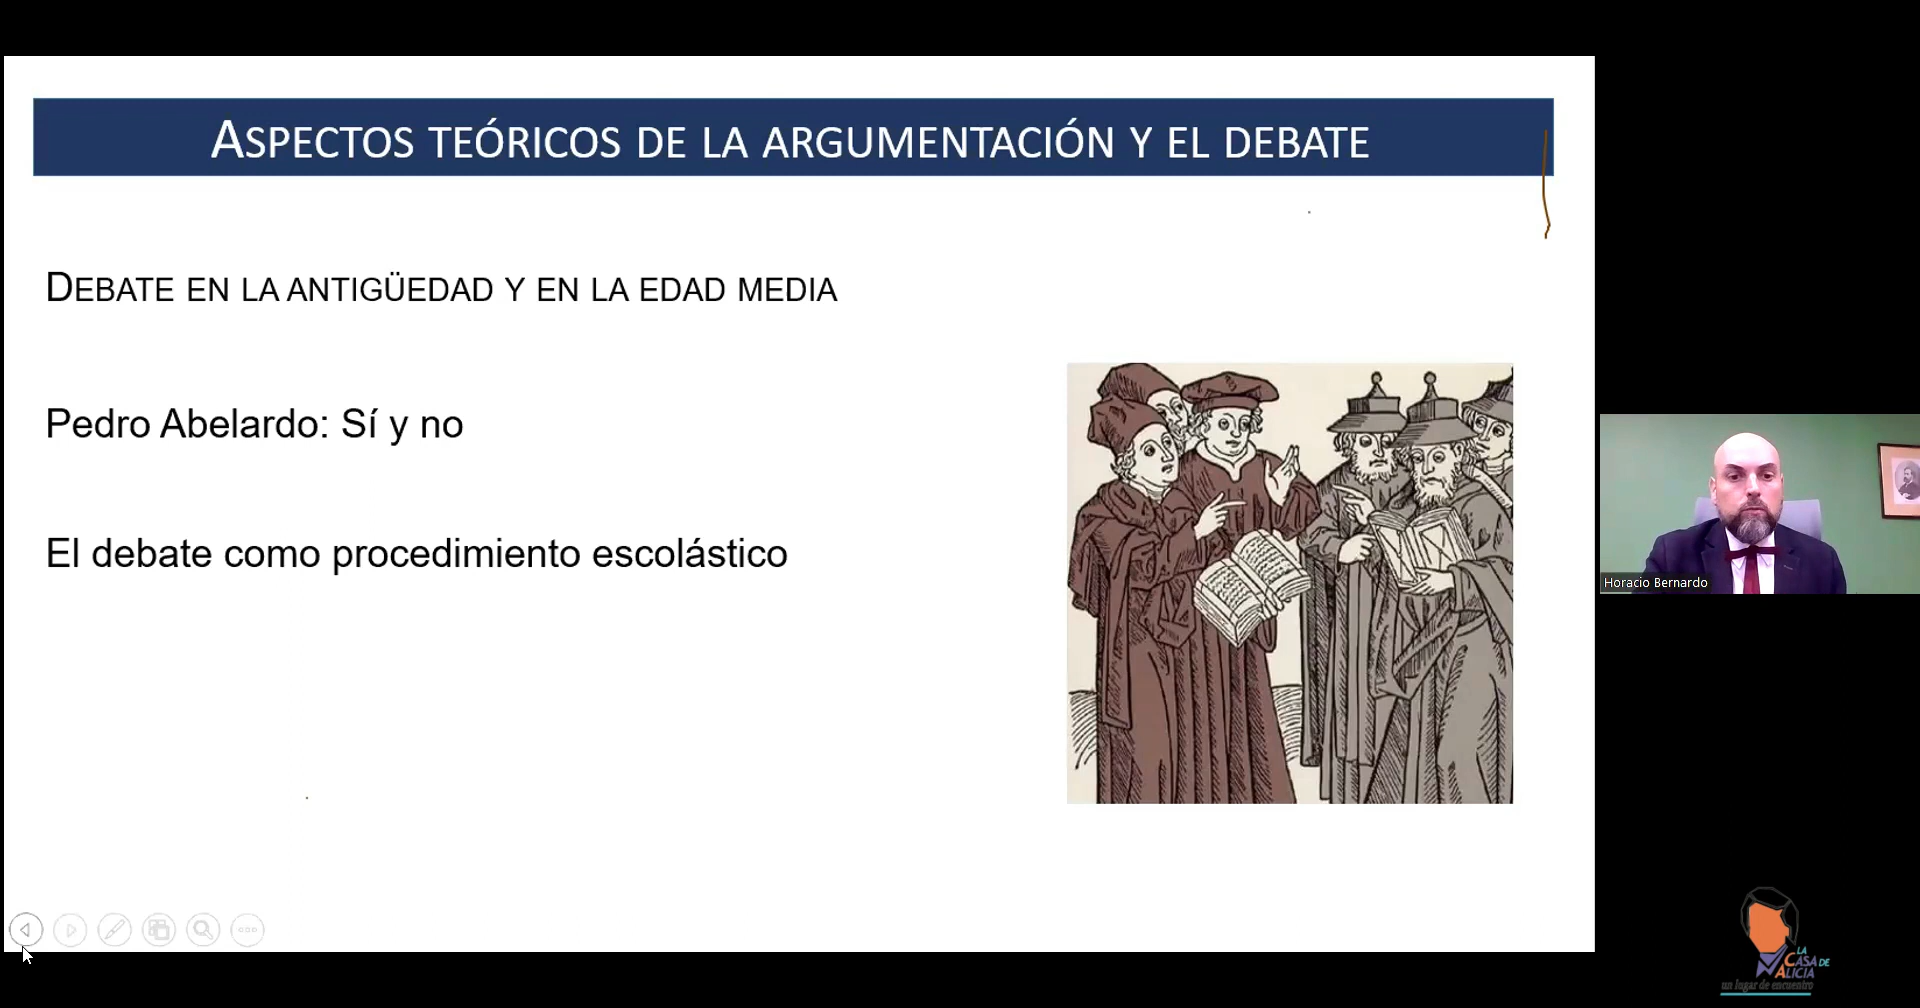 ASPECTOS TEÓRICOS DE LA ARGUMENTACIÓN Y EL DEBATE
DEBATE EN LA ANTIGÜEDAD Y EN LA EDAD MEDIA
Pedro Abelardo: Sí y no
El debate como procedimiento escolástico
Horacio Bernardo
LA
CASA DE
ALICIA
un lugar de encuentro